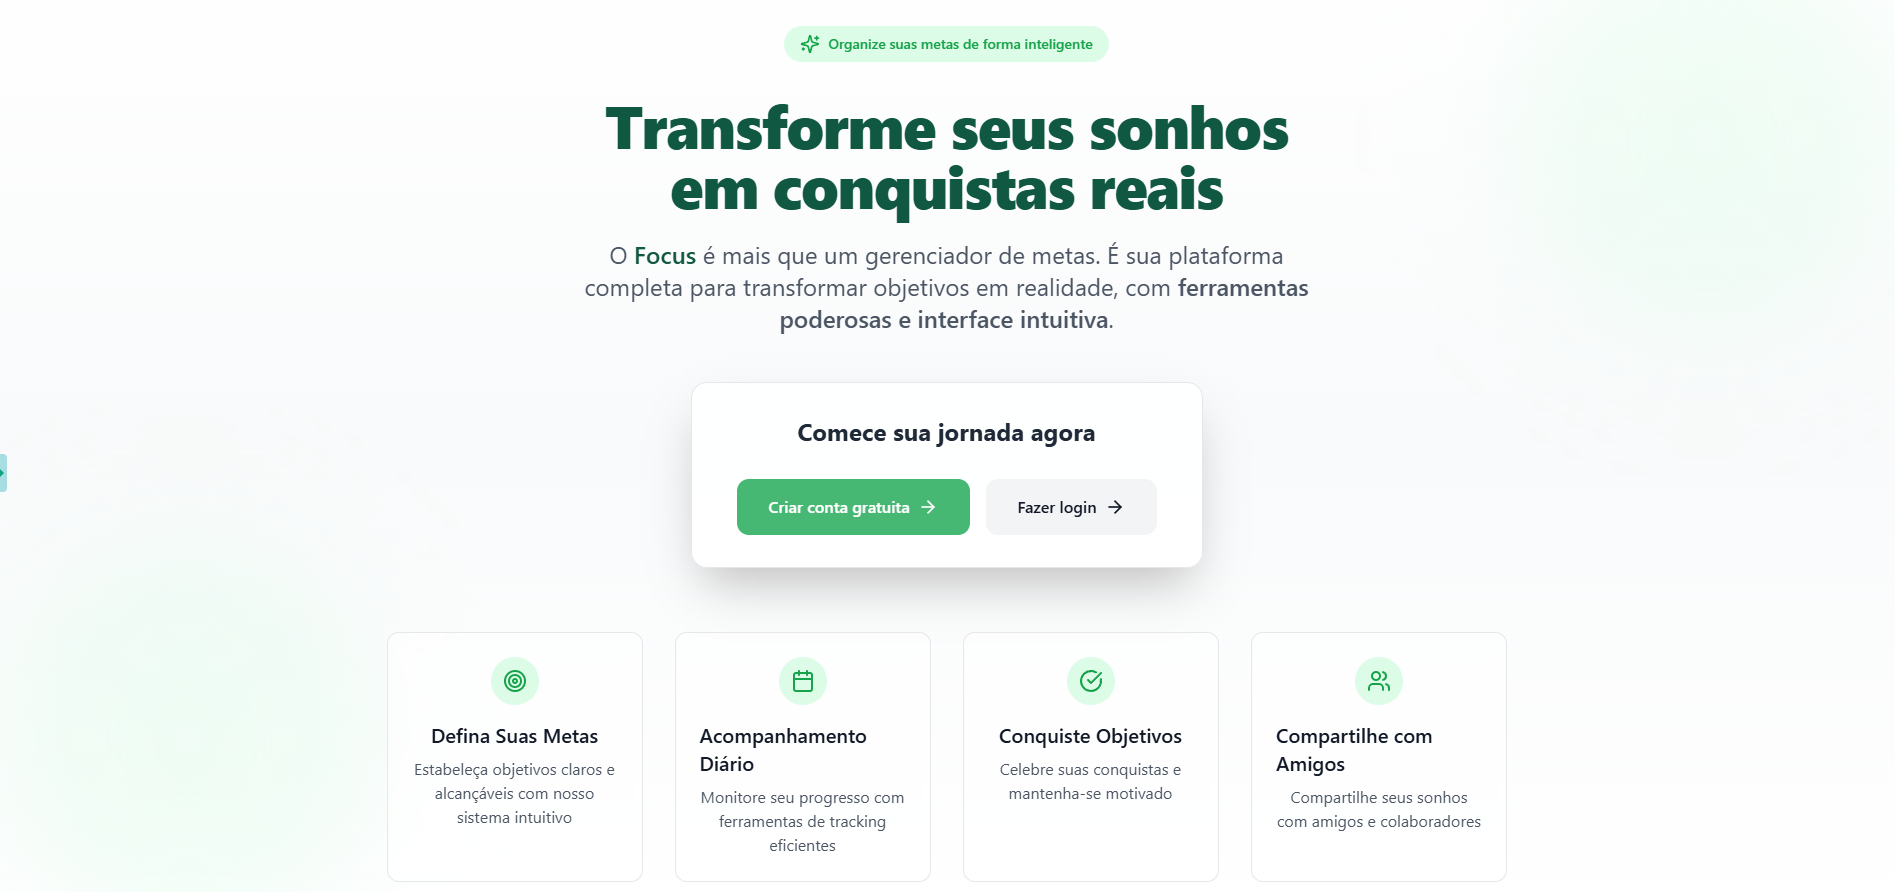 Organize suas metas de forma inteligente
Transforme seus sonhos
em conquistas reais
O Focus é mais que um gerenciador de metas. É sua plataforma
completa para transformar objetivos em realidade, com ferramentas
poderosas e interface intuitiva.
Comece sua jornada agora
Criar conta gratuita
Fazer login
Defina Suas Metas
Estabeleça objetivos claros e
alcançáveis com nosso
sistema intuitivo
Acompanhamento
Diário
Monitore seu progresso com
ferramentas de tracking
eficientes
Conquiste Objetivos
Celebre suas conquistas e
mantenha-se motivado
Compartilhe com
Amigos
Compartilhe seus sonhos
com amigos e colaboradores